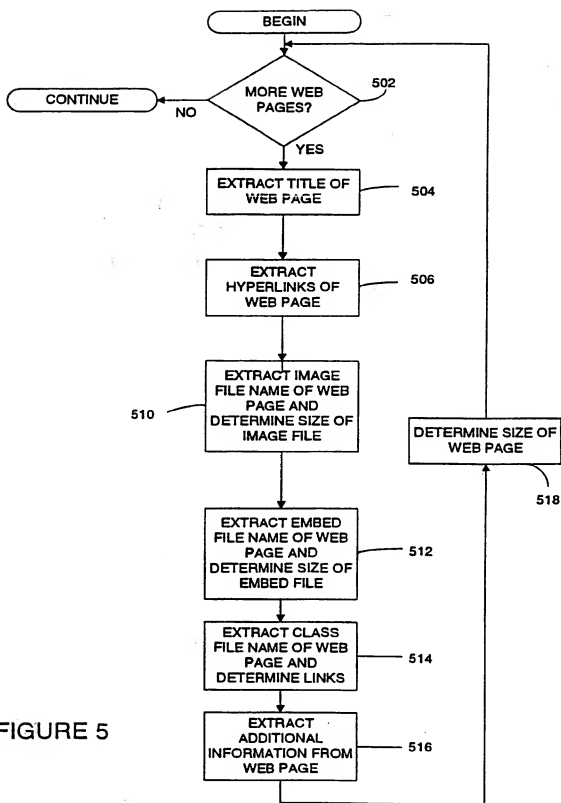 BEGIN
MORE WEB
PAGES?
502
CONTINUE
NO
YES
EXTRACT TITLE OF
WEB PAGE
504
EXTRACT
HYPERLINKS OF
WEB PAGE
506
EXTRACT IMAGE
FILE NAME OF WEB
PAGE AND
DETERMINE SIZE OF
IMAGE FILE
510
DETERMINE SIZE OF
WEB PAGE
518
EXTRACT EMBED
FILE NAME OF WEB
PAGE AND
DETERMINE SIZE OF
EMBED FILE
512
EXTRACT CLASS
FILE NAME OF WEB
PAGE AND
DETERMINE LINKS
514
EXTRACT
ADDITIONAL
INFORMATION FROM
WEB PAGE
516
FIGURE 5